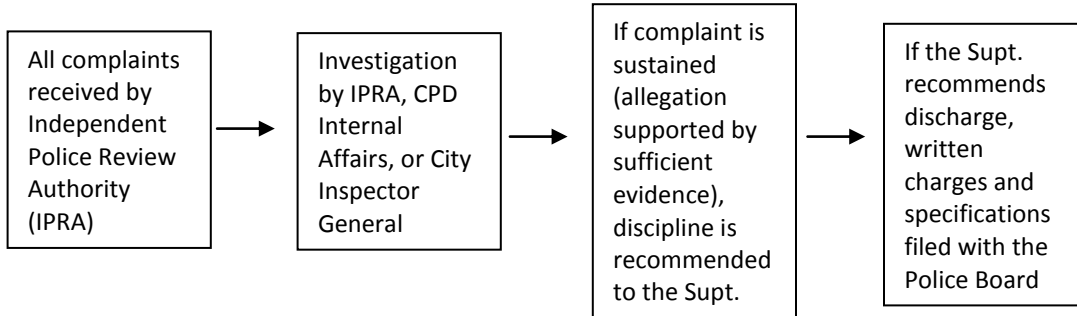 All complaints
received by
Independent
Police Review
Authority
(IPRA)
Investigation
by IPRA, CPD
Internal
Affairs, or City
Inspector
General
If complaint is
sustained
(allegation
supported by
sufficient
evidence),
discipline is
recommended
to the Supt.
If the Supt.
recommends
discharge,
written
charges and
specifications
filed with the
Police Board